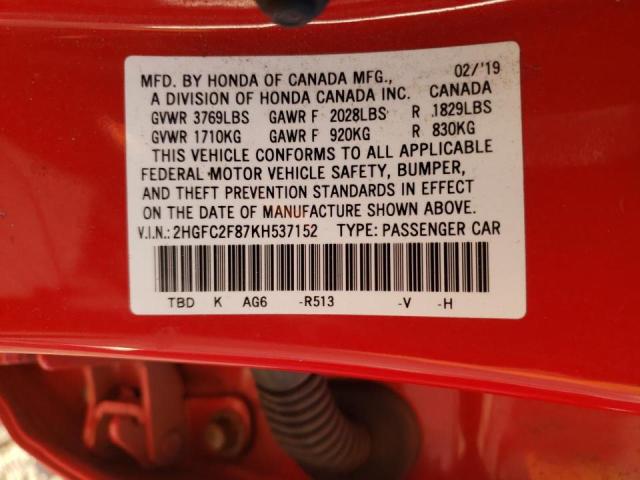 MFD. BY HONDA OF CANADA MFG., 02/'19
A DIVISION OF HONDA CANADA INC. CANADA
GVWR 3769LBS GAWR F 2028LBS R 1829LBS
GVWR 1710KG GAWR F 920KG R 830KG
THIS VEHICLE CONFORMS TO ALL APPLICABLE
FEDERAL MOTOR VEHICLE SAFETY, BUMPER,
AND THEFT PREVENTION STANDARDS IN EFFECT
ON THE DATE OF MANUFACTURE SHOWN ABOVE.
V.I.N.: 2HGFC2F87KH537152 TYPE: PASSENGER CAR
TBD K AG6 -R513 -V -H